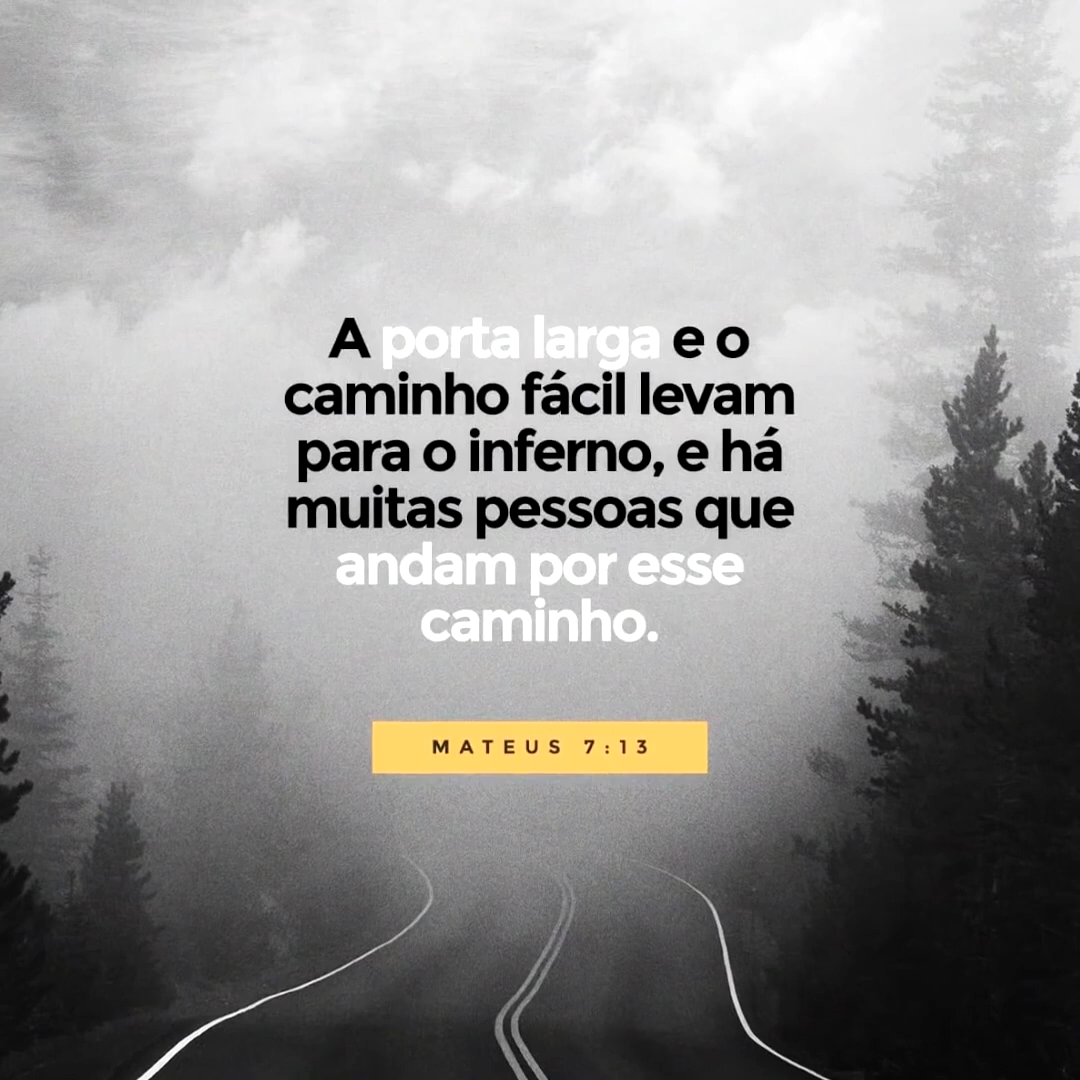 A porta larga e o
caminho fácil levam
para o inferno, e há
muitas pessoas que
andam por esse
caminho.
MATEUS 7:13